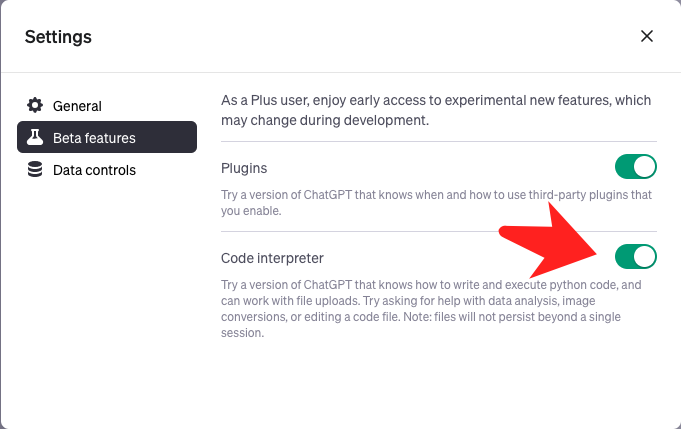 Settings
General
Beta features
Data controls
As a Plus user, enjoy early access to experimental new features, which
may change during development.
Plugins
Try a version of ChatGPT that knows when and how to use third-party plugins that
you enable.
Code interpreter
Try a version of ChatGPT that knows how to write and execute python code, and
can work with file uploads. Try asking for help with data analysis, image
conversions, or editing a code file. Note: files will not persist beyond a single
session.